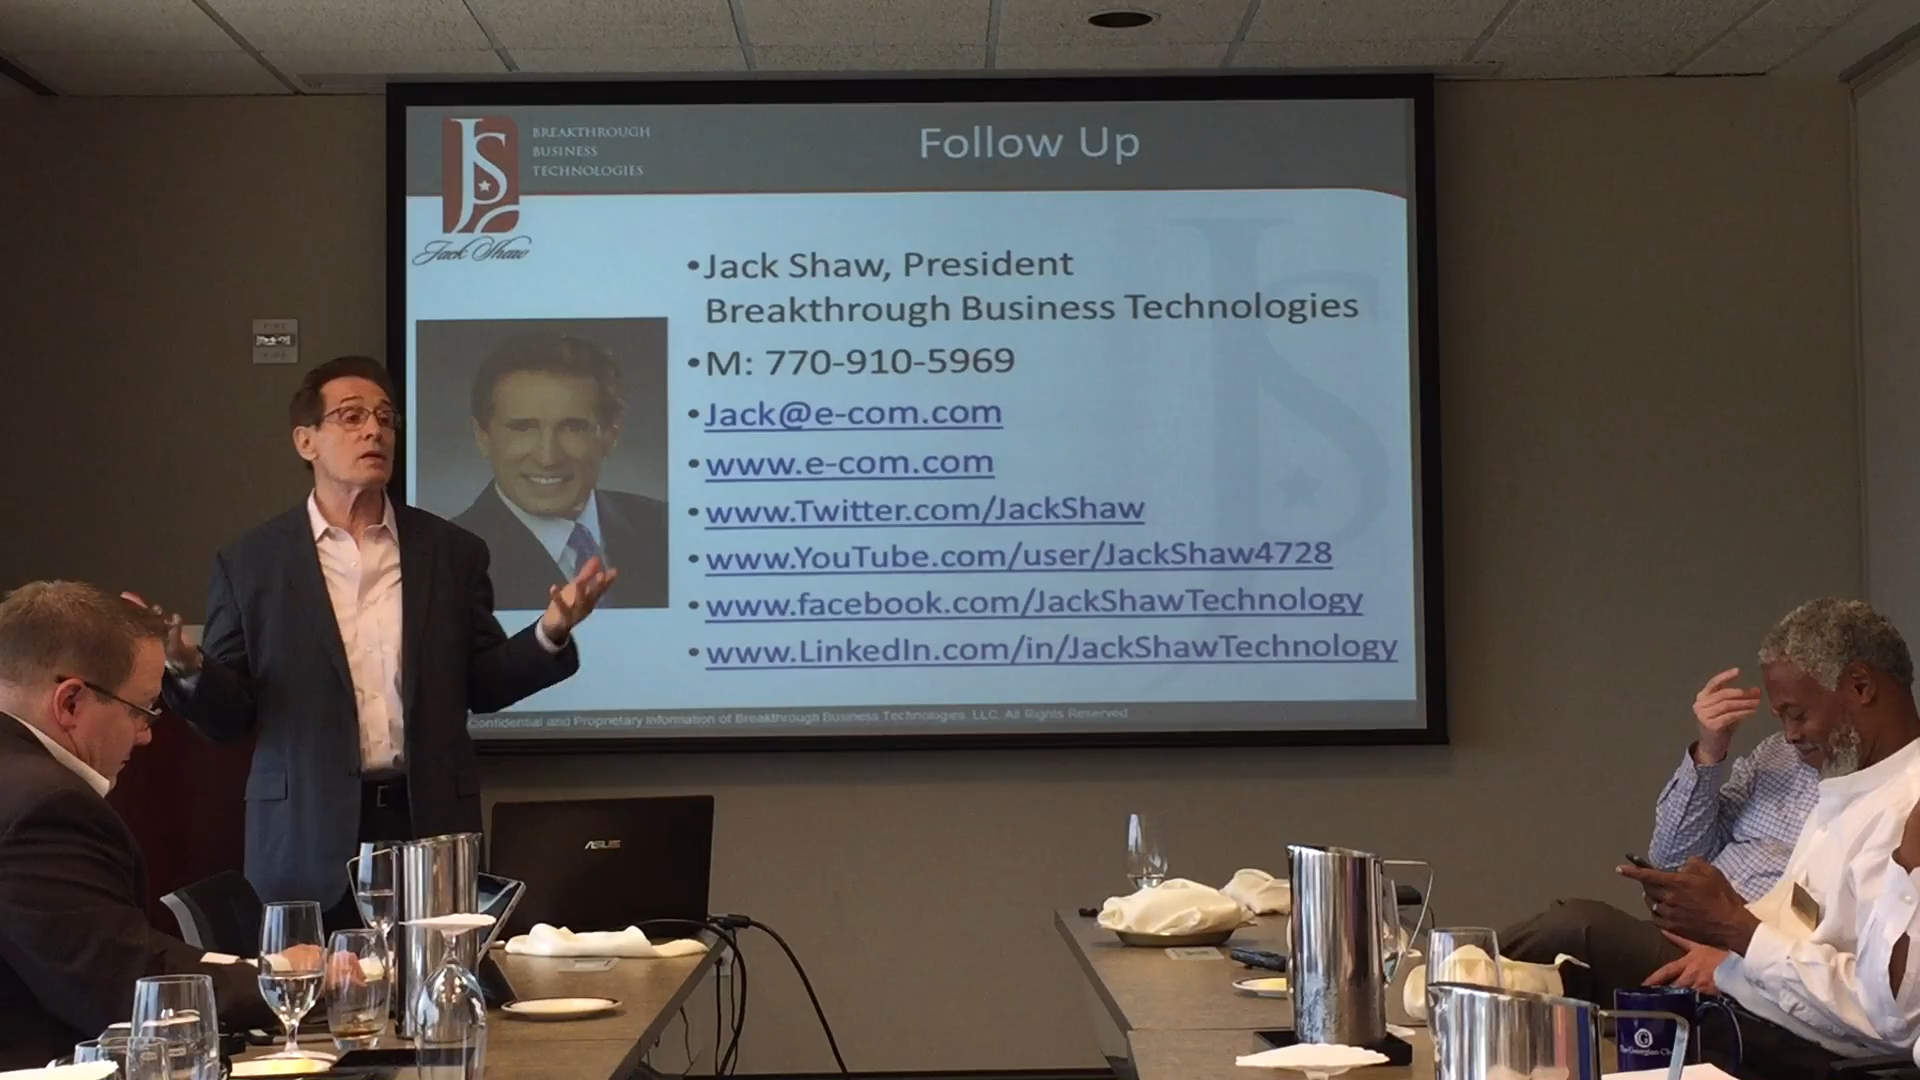 BREAKTHROUGH
BUSINESS
TECHNOLOGIES
JS
Jack Shaw
Follow Up
•Jack Shaw, President
Breakthrough Business Technologies
•M: 770-910-5969
•Jack@e-com.com
•www.e-com.com
•www.Twitter.com/JackShaw
•www.YouTube.com/user/JackShaw4728
•www.facebook.com/JackShawTechnology
•www.LinkedIn.com/in/JackShawTechnology
Confidential and Proprietary Information of Breakthrough Business Technologies, LLC, All Rights Reserved
FIRE
ASUS
G